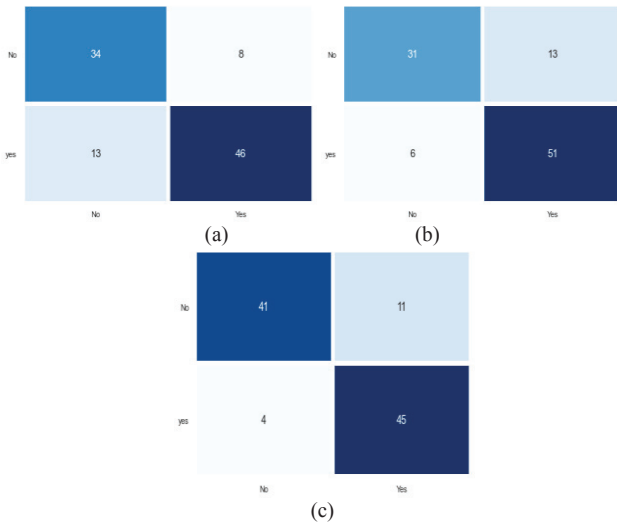 No 34 8
yes 13 46
No Yes
(a)
No 31 13
yes 6 51
No Yes
(b)
No 41 11
yes 4 45
No Yes
(c)